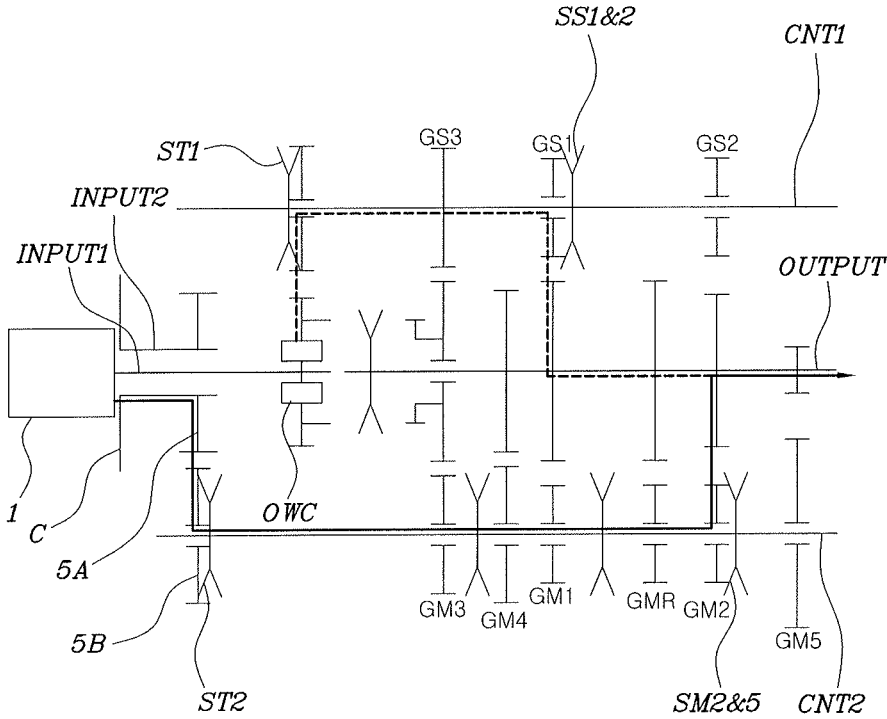 SS1&2
CNT1
ST1
GS3
GS1
GS2
INPUT2
INPUT1
OUTPUT
1
C
OWC
5A
5B
GM3
GM4
GM1
GMR
GM2
GM5
ST2
SM2&5
CNT2